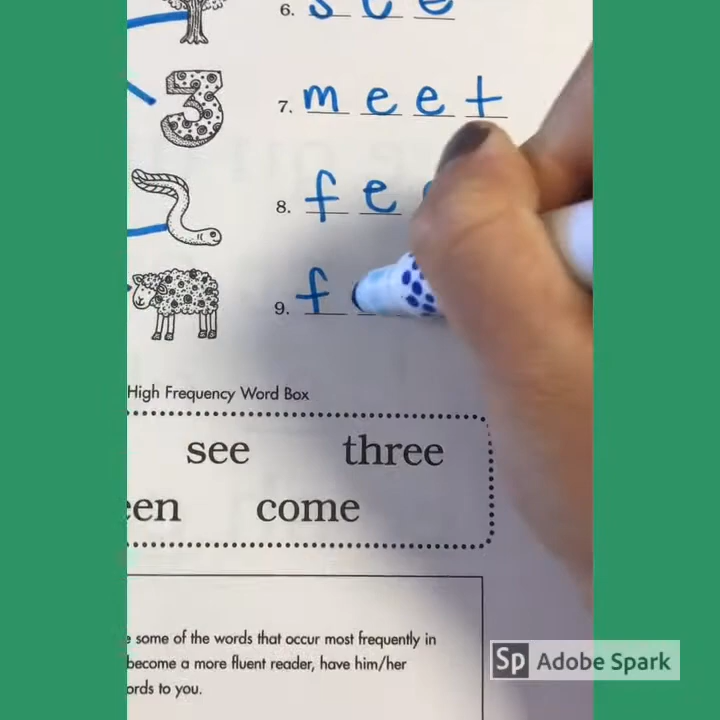 6. s e e
7. m e e t
8. f e
9. f
High Frequency Word Box
see three
een come
e some of the words that occur most frequently in
become a more fluent reader, have him/her
ords to you.
Sp Adobe Spark